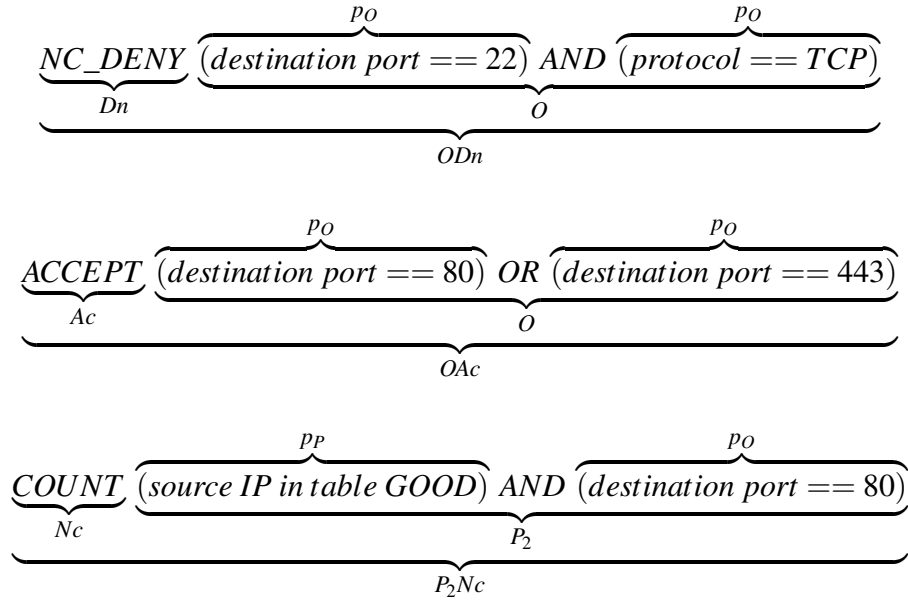 p_O p_O
NC_DENY (destination port == 22) AND (protocol == TCP)
Dn O
ODn
p_O p_O
ACCEPT (destination port == 80) OR (destination port == 443)
Ac O
OAc
p_P p_O
COUNT (source IP in table GOOD) AND (destination port == 80)
Nc P_2
P_2Nc